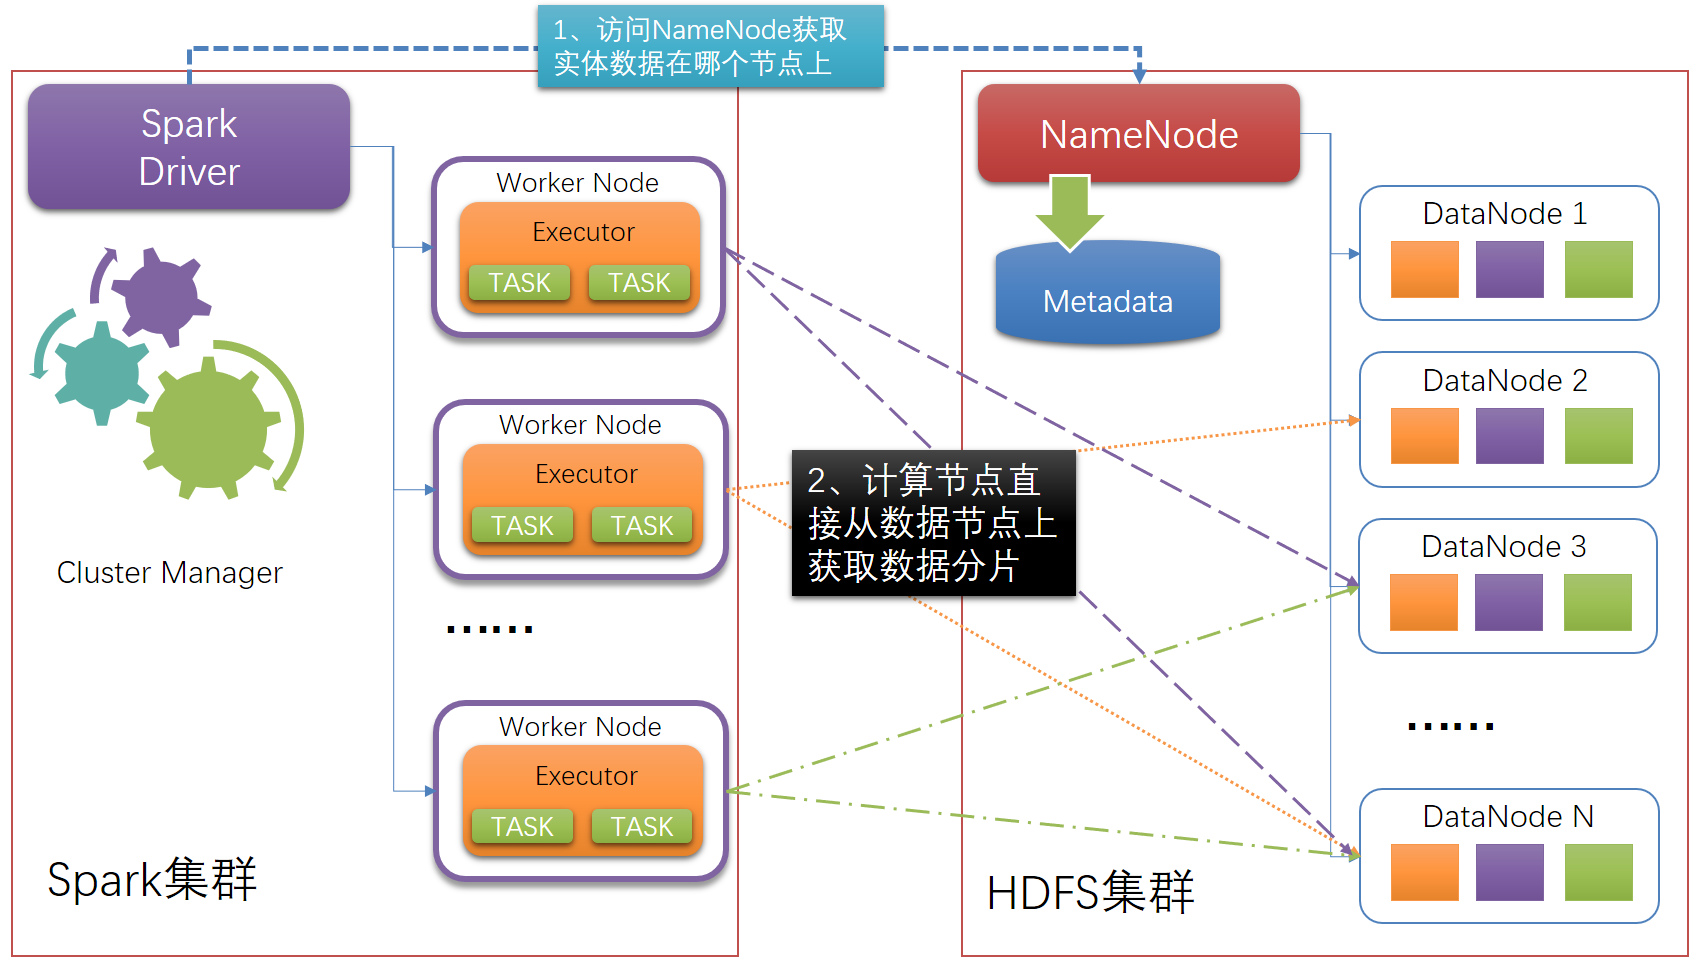 1、访问NameNode获取
实体数据在哪个节点上
Spark
Driver
Cluster Manager
Worker Node
Executor
TASK TASK
Worker Node
Executor
TASK TASK
……
Worker Node
Executor
TASK TASK
Spark集群
2、计算节点直
接从数据节点上
获取数据分片
NameNode
Metadata
DataNode 1
DataNode 2
DataNode 3
……
DataNode N
HDFS集群